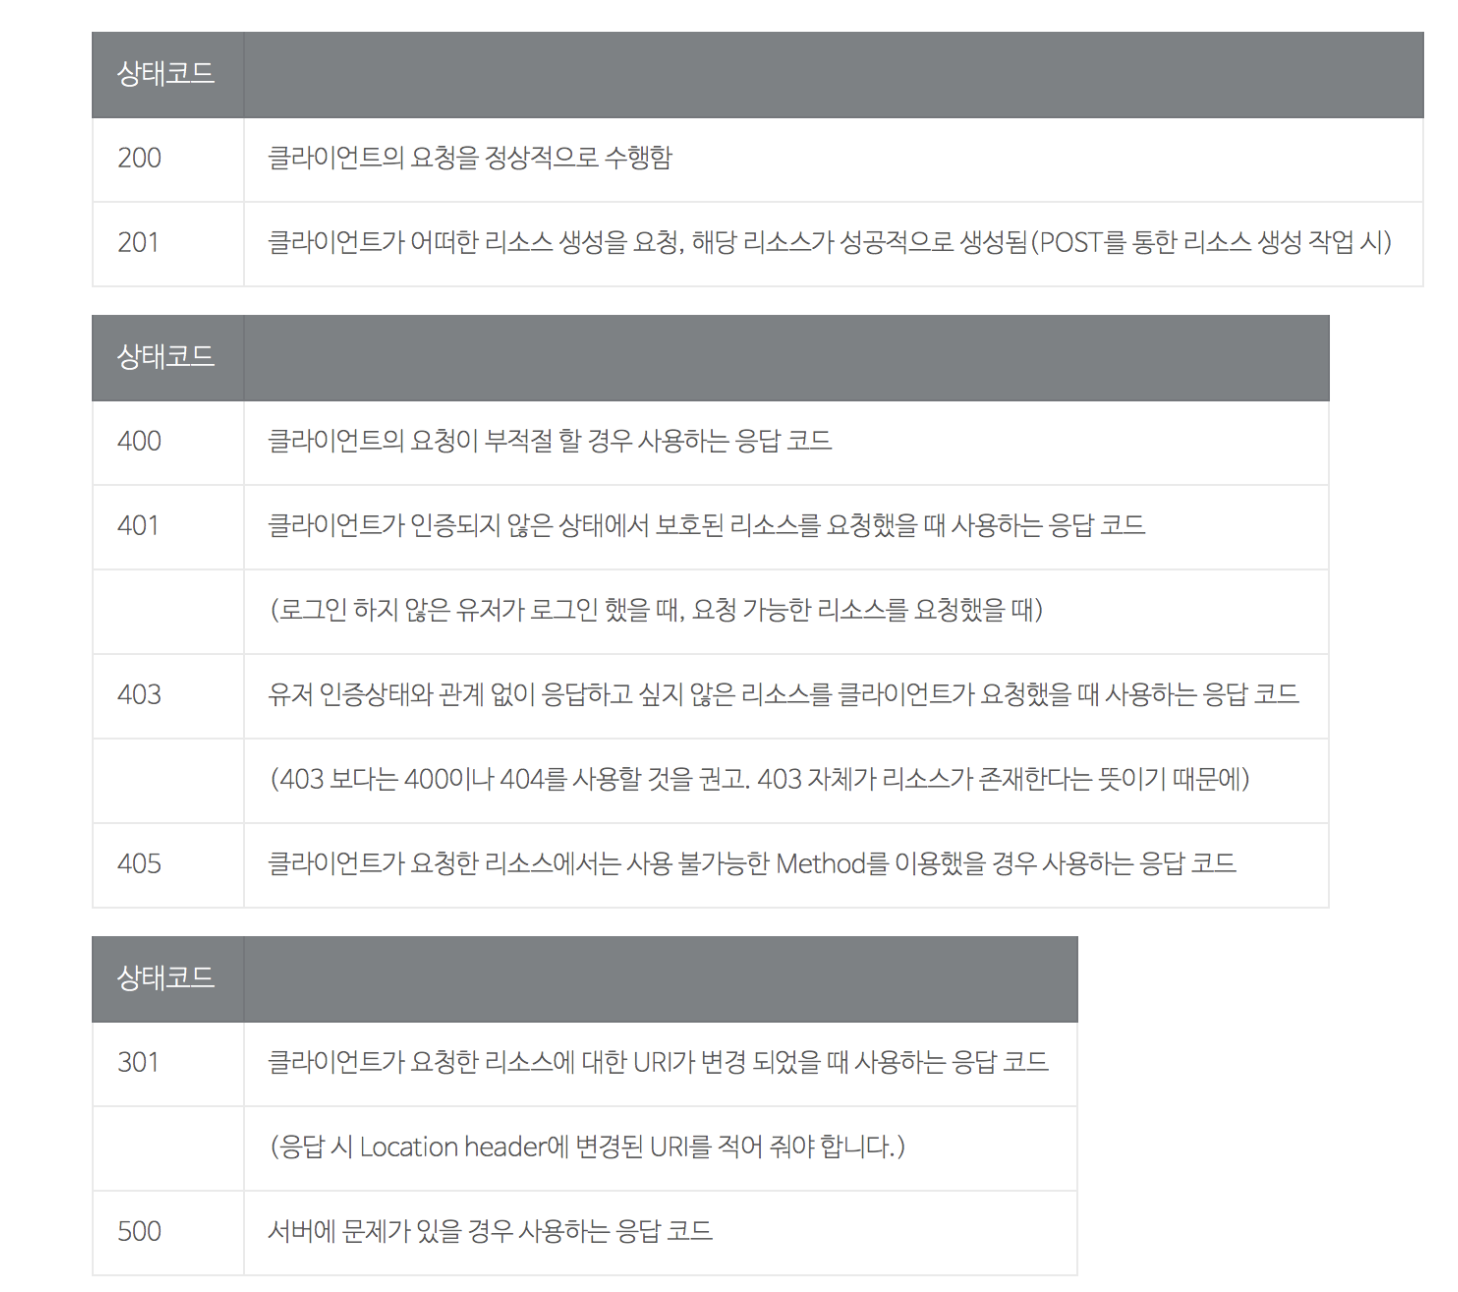 상태코드
200 클라이언트의 요청을 정상적으로 수행함
201 클라이언트가 어떠한 리소스 생성을 요청, 해당 리소스가 성공적으로 생성됨(POST를 통한 리소스 생성 작업 시)
상태코드
400 클라이언트의 요청이 부적절 할 경우 사용하는 응답 코드
401 클라이언트가 인증되지 않은 상태에서 보호된 리소스를 요청했을 때 사용하는 응답 코드
(로그인 하지 않은 유저가 로그인 했을 때, 요청 가능한 리소스를 요청했을 때)
403 유저 인증상태와 관계 없이 응답하고 싶지 않은 리소스를 클라이언트가 요청했을 때 사용하는 응답 코드
(403 보다는 400이나 404를 사용할 것을 권고. 403 자체가 리소스가 존재한다는 뜻이기 때문에)
405 클라이언트가 요청한 리소스에서는 사용 불가능한 Method를 이용했을 경우 사용하는 응답 코드
상태코드
301 클라이언트가 요청한 리소스에 대한 URI가 변경 되었을 때 사용하는 응답 코드
(응답 시 Location header에 변경된 URI를 적어 줘야 합니다.)
500 서버에 문제가 있을 경우 사용하는 응답 코드